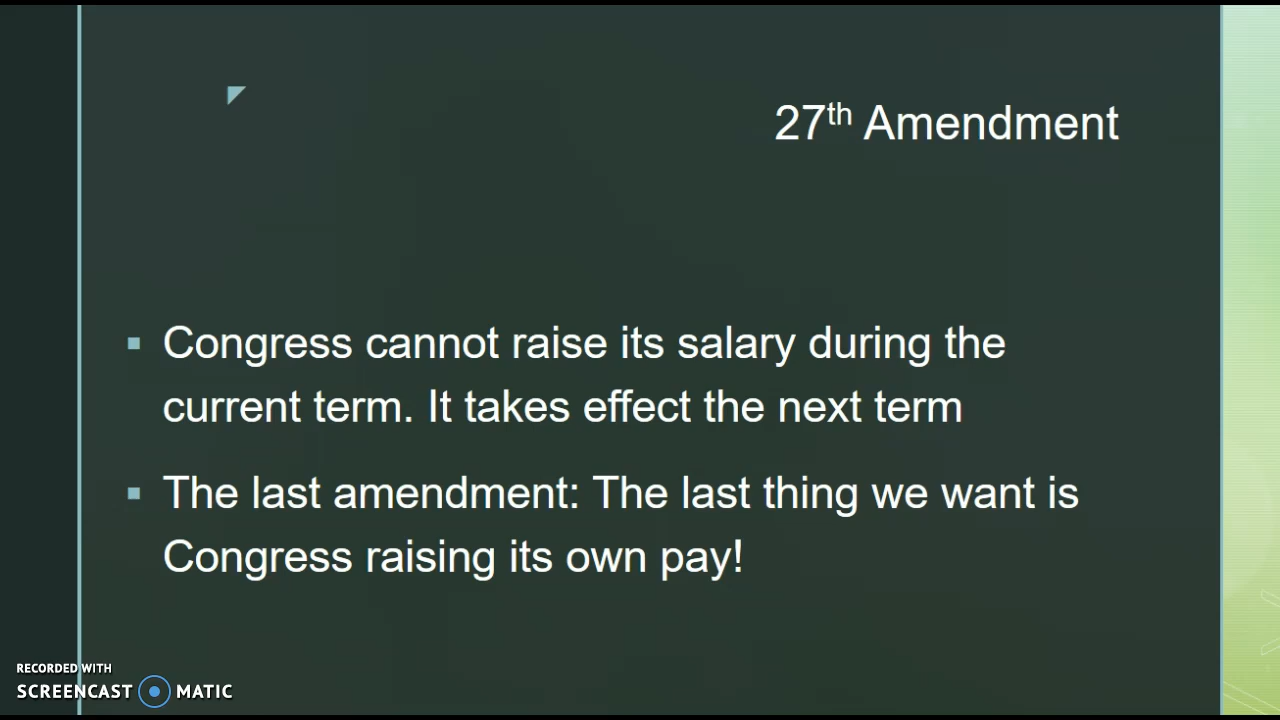 27th Amendment
Congress cannot raise its salary during the
current term. It takes effect the next term
The last amendment: The last thing we want is
Congress raising its own pay!
RECORDED WITH
SCREENCAST MATIC